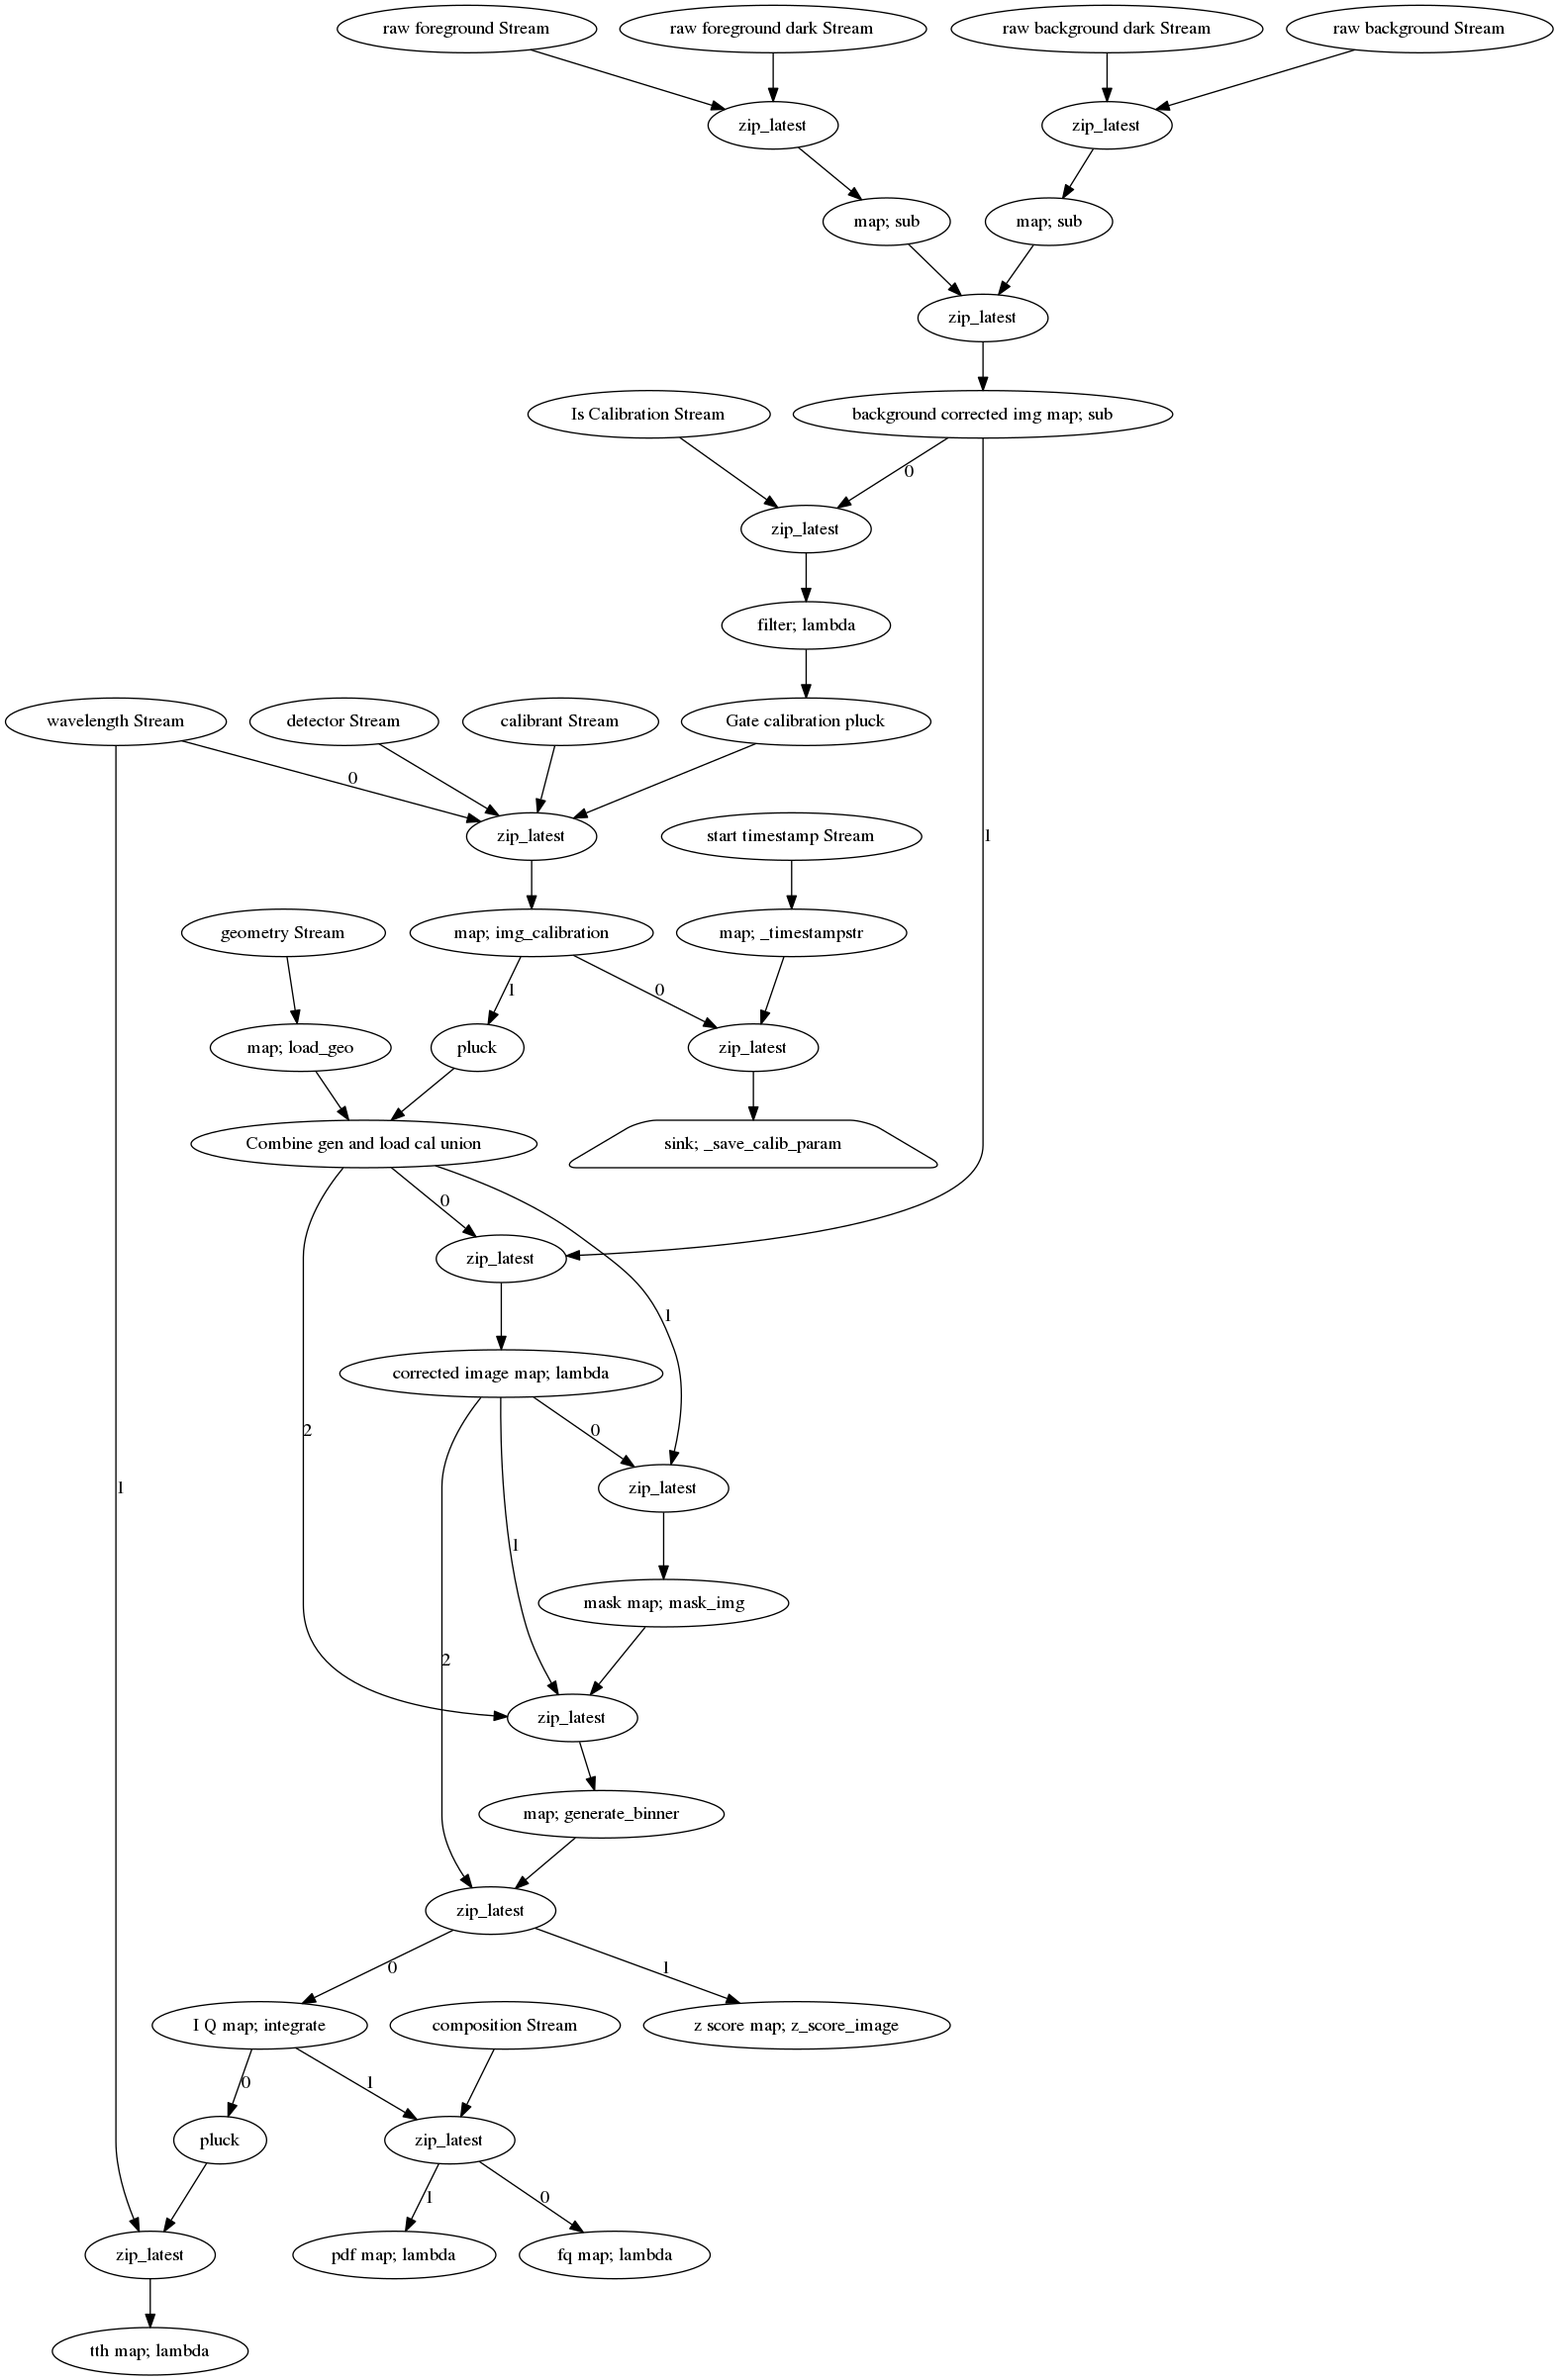 raw foreground Stream
raw foreground dark Stream
raw background dark Stream
raw background Stream
zip_latest
zip_latest
map; sub
map; sub
zip_latest
Is Calibration Stream
background corrected img map; sub
0
zip_latest
filter; lambda
wavelength Stream
detector Stream
calibrant Stream
Gate calibration pluck
0
zip_latest
start timestamp Stream
1
geometry Stream
map; img_calibration
map; _timestampstr
1
0
map; load_geo
pluck
zip_latest
Combine gen and load cal union
sink; _save_calib_param
0
zip_latest
1
corrected image map; lambda
2
0
1
zip_latest
1
mask map; mask_img
2
zip_latest
map; generate_binner
zip_latest
0
1
I Q map; integrate
composition Stream
z score map; z_score_image
0
1
pluck
zip_latest
1
0
zip_latest
pdf map; lambda
fq map; lambda
tth map; lambda